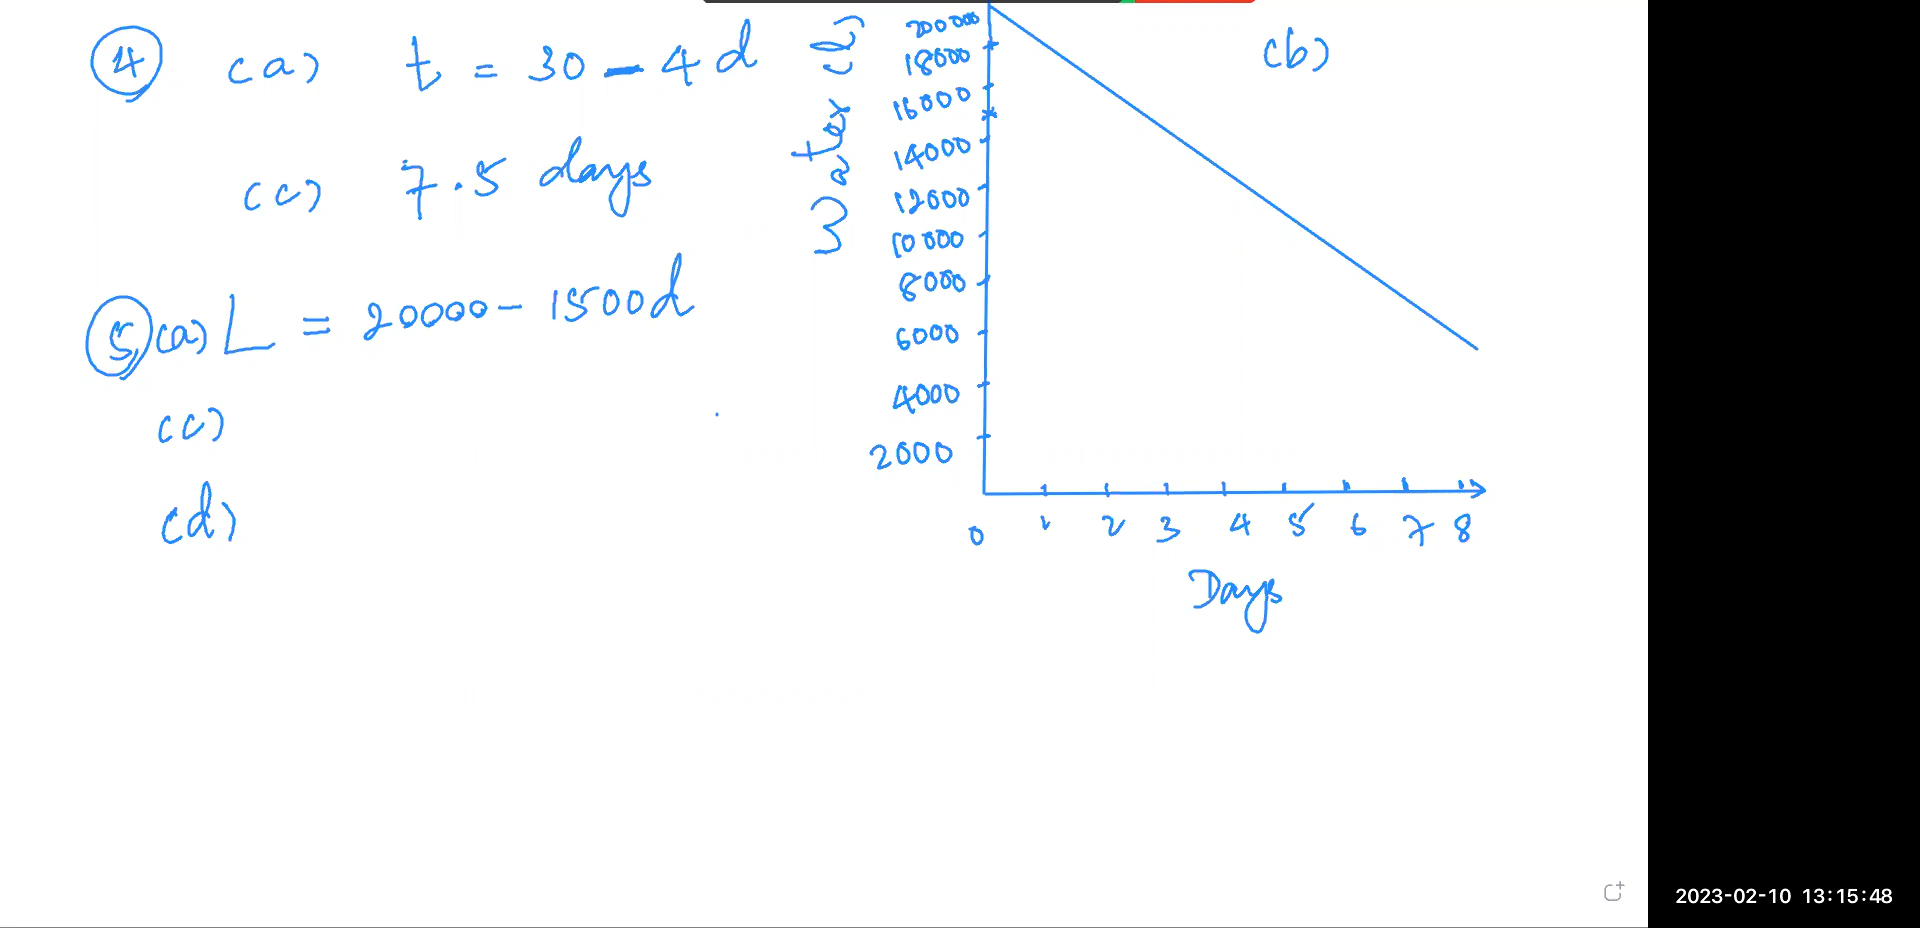 4 (a) t = 30 - 4d
(c) 7.5 days
5 (a) L = 20000 - 1500d
(c)
(d)
(b)
Water (L)
200000
18000
16000
14000
12000
10000
8000
6000
4000
2000
0 1 2 3 4 5 6 7 8
Days
2023-02-10 13:15:48